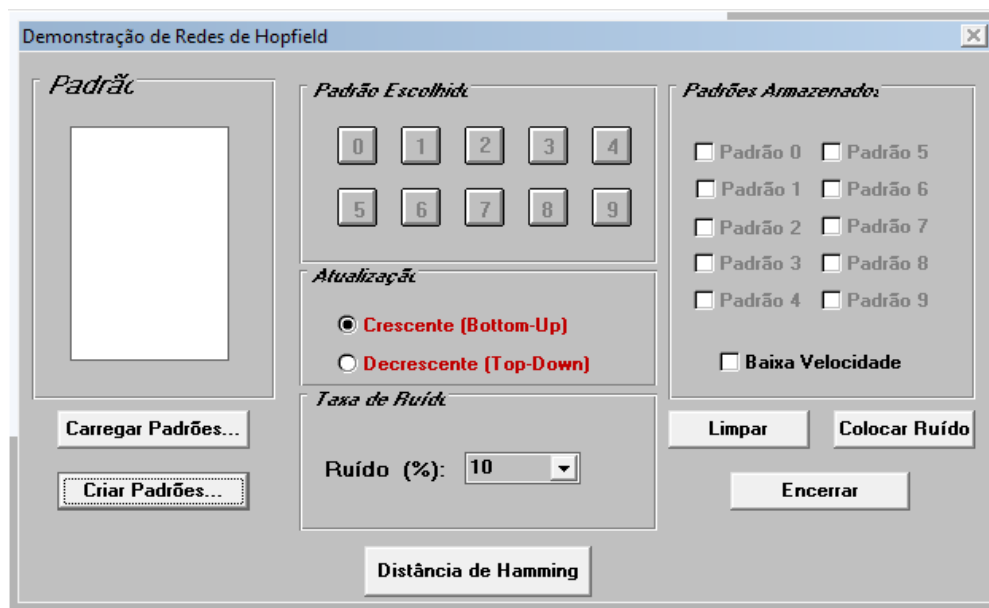 Demonstração de Redes de Hopfield
Padrão
Padrão Escolhido
0 1 2 3 4
5 6 7 8 9
Atualização
Crescente (Bottom-Up)
Decrescente (Top-Down)
Taxa de Ruído
Ruído (%): 10
Padrões Armazenados
Padrão 0 Padrão 5
Padrão 1 Padrão 6
Padrão 2 Padrão 7
Padrão 3 Padrão 8
Padrão 4 Padrão 9
Baixa Velocidade
Carregar Padrões...
Criar Padrões...
Limpar
Colocar Ruído
Encerrar
Distância de Hamming